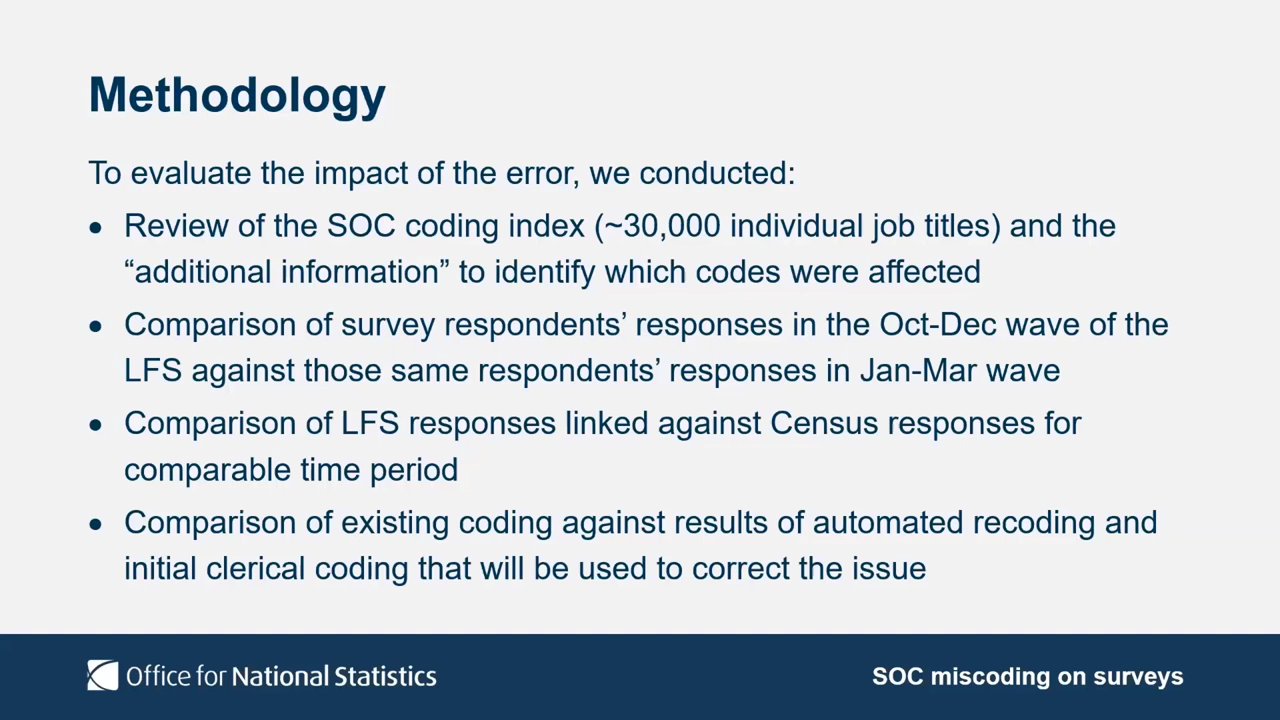 Methodology
To evaluate the impact of the error, we conducted:
• Review of the SOC coding index (~30,000 individual job titles) and the
“additional information” to identify which codes were affected
• Comparison of survey respondents’ responses in the Oct-Dec wave of the
LFS against those same respondents’ responses in Jan-Mar wave
• Comparison of LFS responses linked against Census responses for
comparable time period
• Comparison of existing coding against results of automated recoding and
initial clerical coding that will be used to correct the issue
Office for National Statistics
SOC miscoding on surveys